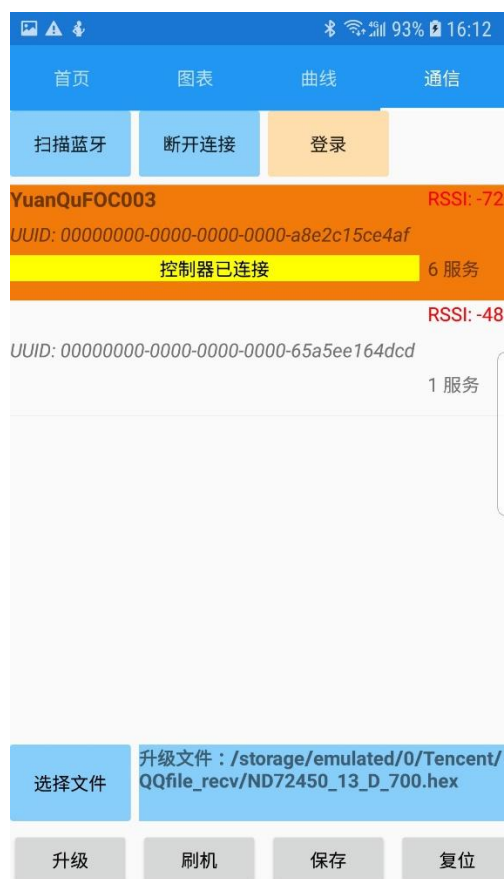 4G 93% 16:12
首页 图表 曲线 通信
扫描蓝牙 断开连接 登录
YuanQuFOC003 RSSI: -72
UUID: 00000000-0000-0000-0000-a8e2c15ce4af
控制器已连接 6 服务
RSSI: -48
UUID: 00000000-0000-0000-0000-65a5ee164dcd
1 服务
选择文件 升级文件：/storage/emulated/0/Tencent/
QQfile_recv/ND72450_13_D_700.hex
升级 刷机 保存 复位